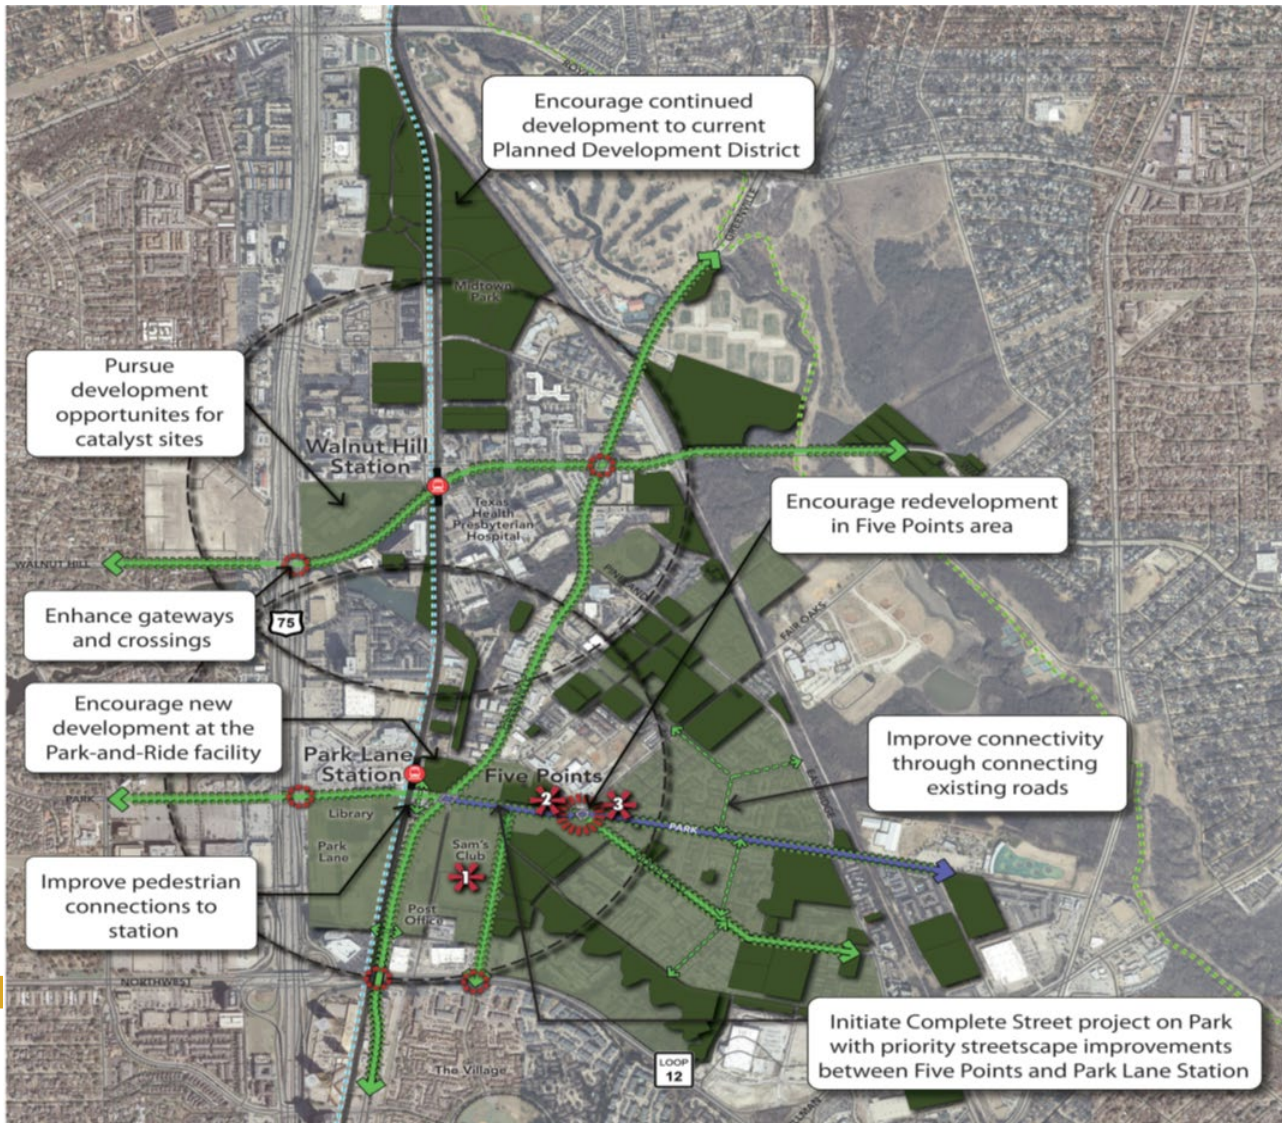 Encourage continued
development to current
Planned Development District
Midtown
Park
Pursue
development
opportunites for
catalyst sites
Walnut Hill
Station
Texas
Health
Presbyterian
Hospital
Encourage redevelopment
in Five Points area
WALNUT HILL
Enhance gateways
and crossings
75
FAIR OAKS
Encourage new
development at the
Park-and-Ride facility
Park Lane
Station
Five Points
Improve connectivity
through connecting
existing roads
PARK
Library
2
3
PARK
Park
Lane
Sam's
Club
1
Improve pedestrian
connections to
station
Post
Office
NORTHWEST
Initiate Complete Street project on Park
with priority streetscape improvements
between Five Points and Park Lane Station
LOOP
12
The Village